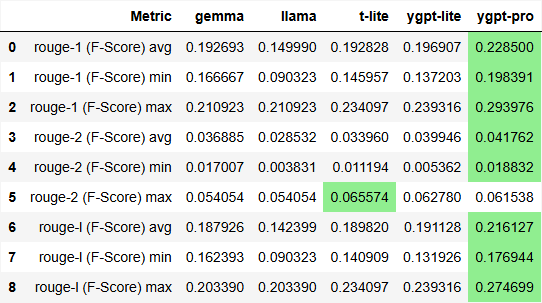 Metric gemma llama t-lite ygpt-lite ygpt-pro
0 rouge-1 (F-Score) avg 0.192693 0.149990 0.192828 0.196907 0.228500
1 rouge-1 (F-Score) min 0.166667 0.090323 0.145957 0.137203 0.198391
2 rouge-1 (F-Score) max 0.210923 0.210923 0.234097 0.239316 0.293976
3 rouge-2 (F-Score) avg 0.036885 0.028532 0.033960 0.039946 0.041762
4 rouge-2 (F-Score) min 0.017007 0.003831 0.011194 0.005362 0.018832
5 rouge-2 (F-Score) max 0.054054 0.054054 0.065574 0.062780 0.061538
6 rouge-l (F-Score) avg 0.187926 0.142399 0.189820 0.191128 0.216127
7 rouge-l (F-Score) min 0.162393 0.090323 0.140909 0.131926 0.176944
8 rouge-l (F-Score) max 0.203390 0.203390 0.234097 0.239316 0.274699